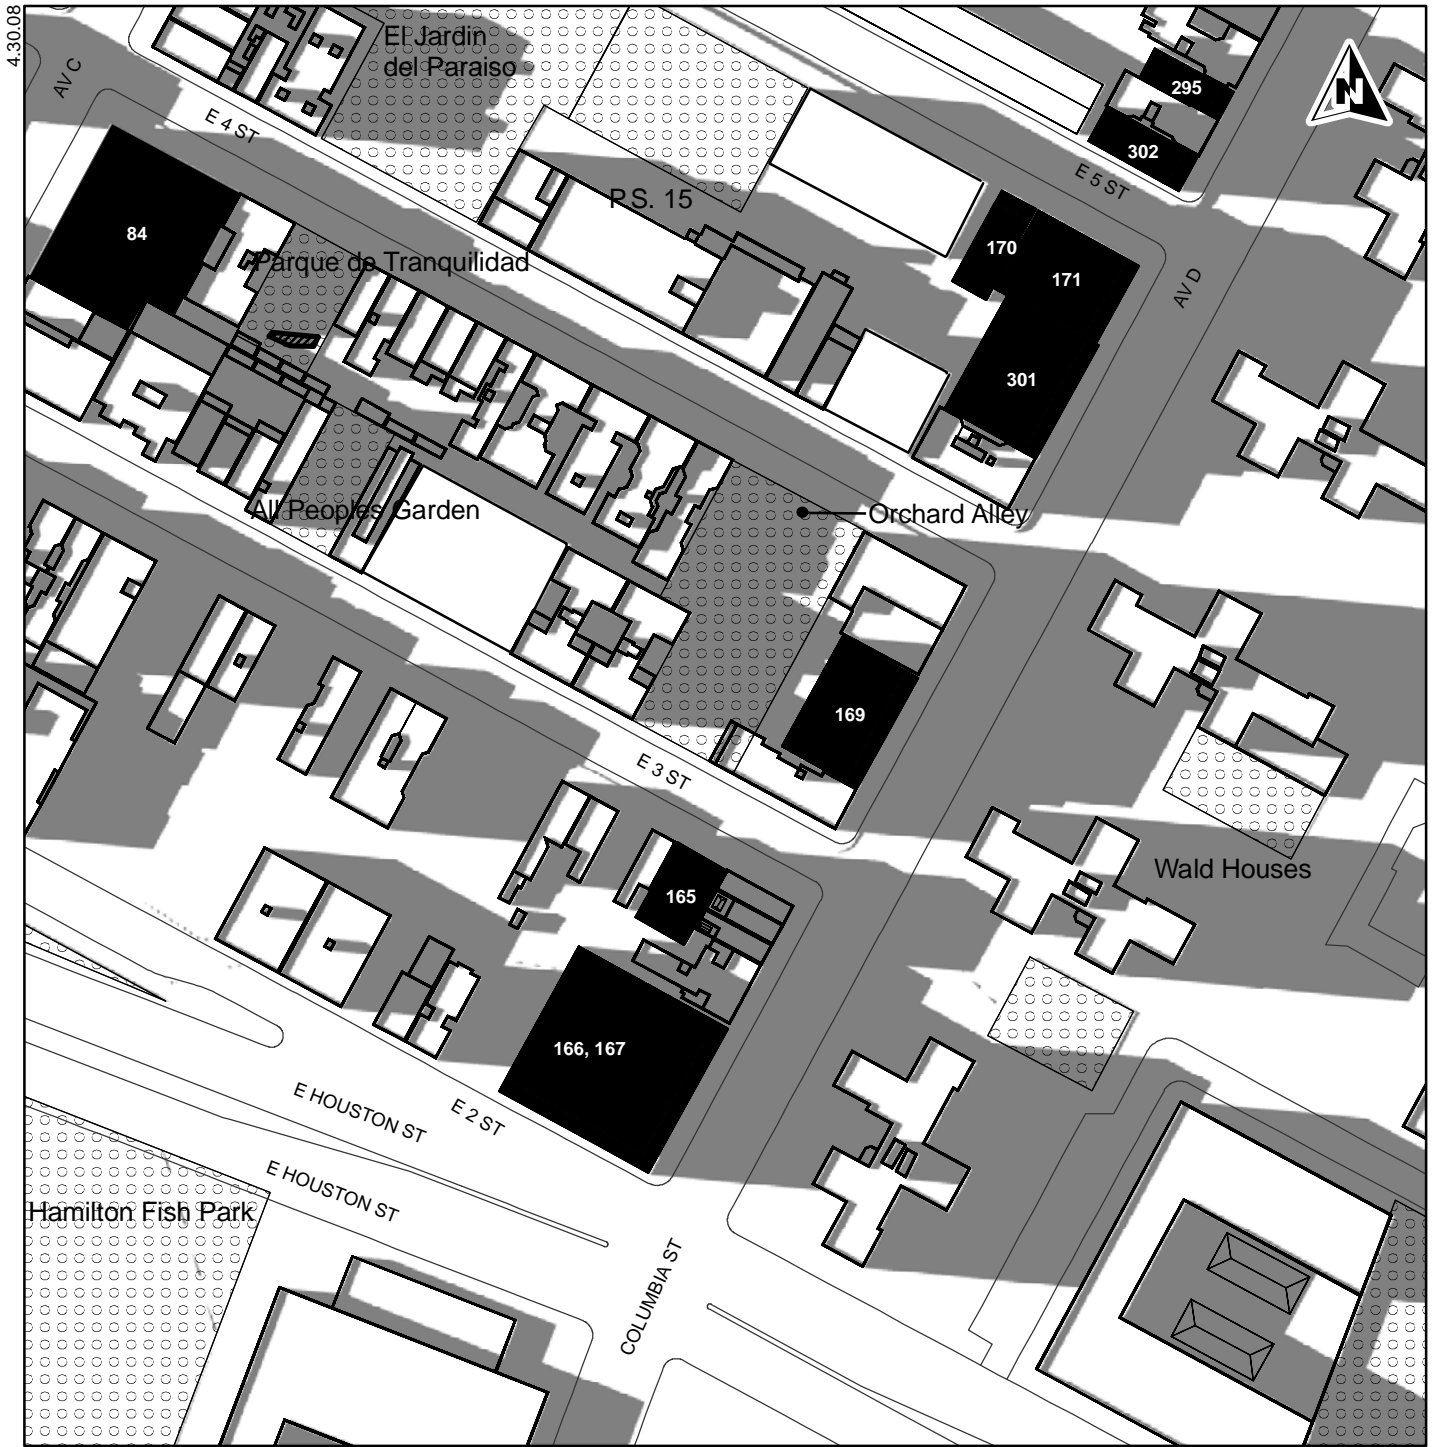 4.30.08
El Jardin
del Paraiso
AV C
E 4 ST
295
N
302
E 5 ST
P.S. 15
84
170
Parque de Tranquilidad
171
AV D
301
All Peoples Garden
Orchard Alley
169
E 3 ST
Wald Houses
165
166, 167
E HOUSTON ST
E 2 ST
E HOUSTON ST
Hamilton Fish Park
COLUMBIA ST